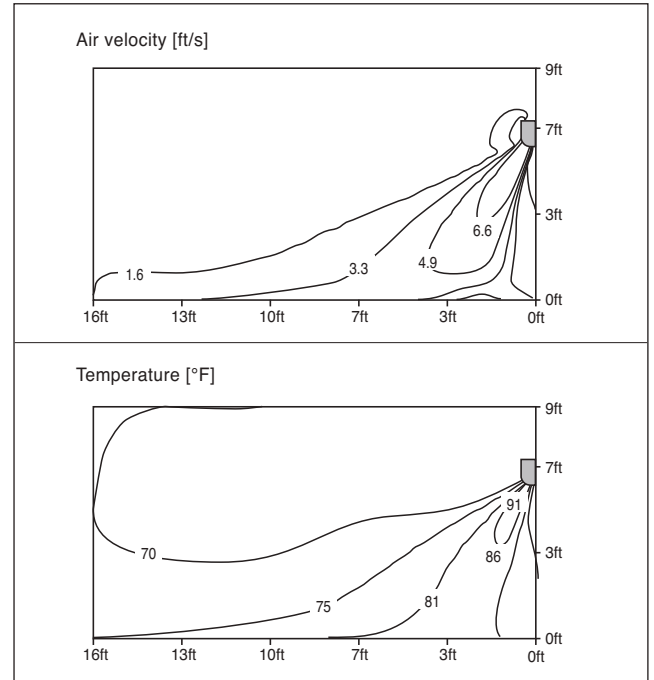 Air velocity [ft/s]
9ft
7ft
3ft
0ft
6.6
4.9
3.3
1.6
16ft 13ft 10ft 7ft 3ft 0ft
Temperature [°F]
9ft
7ft
91
3ft
86
70
81
75
0ft
16ft 13ft 10ft 7ft 3ft 0ft